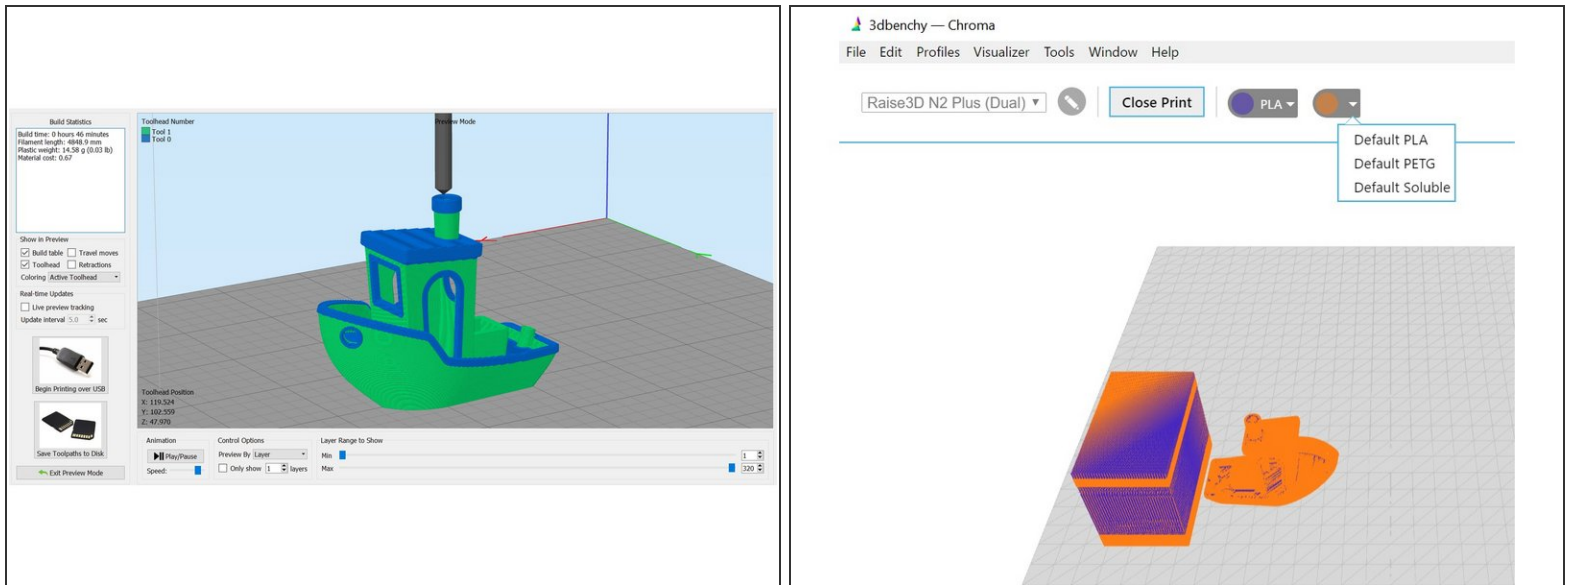 Build Statistics
Build time: 0 hours 46 minutes
Filament length: 4848.9 mm
Plastic weight: 14.58 g (0.03 lb)
Material cost: 0.67
Show in Preview
Build table Travel moves
Toolhead Retractions
Coloring Active Toolhead
Real-time Updates
Live preview tracking
Update interval 5.0 sec
Begin Printing over USB
Save Toolpaths to Disk
Exit Preview Mode
Toolhead Number
Tool 1
Tool 0
Preview Mode
Toolhead Position
X: 119.524
Y: 102.559
Z: 47.970
Animation
Play/Pause
Speed:
Control Options
Preview By Layer
Only show 1 layers
Layer Range to Show
Min 1
Max 320
3dbenchy — Chroma
File Edit Profiles Visualizer Tools Window Help
Raise3D N2 Plus (Dual) Close Print PLA
Default PLA
Default PETG
Default Soluble